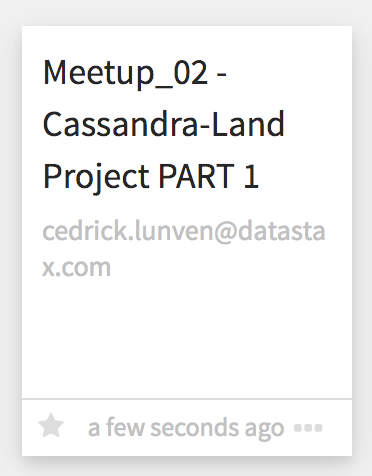 Meetup_02 -
Cassandra-Land
Project PART 1
cedrick.lunven@datasta
x.com
a few seconds ago